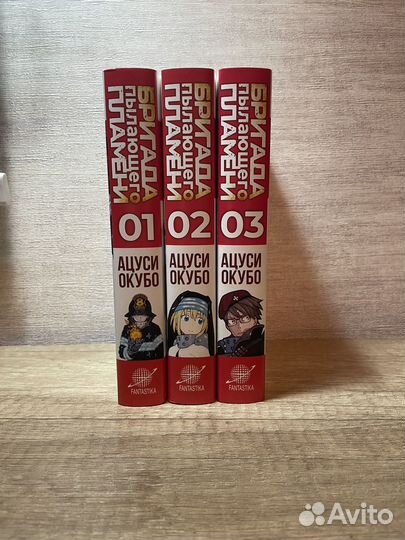 БРИГАДА
ПЫЛАЮЩЕГО
ПЛАМЕНИ
01
АЦУСИ
ОКУБО
FANTASTIKA
БРИГАДА
ПЫЛАЮЩЕГО
ПЛАМЕНИ
02
АЦУСИ
ОКУБО
FANTASTIKA
БРИГАДА
ПЫЛАЮЩЕГО
ПЛАМЕНИ
03
АЦУСИ
ОКУБО
FANTASTIKA
Avito